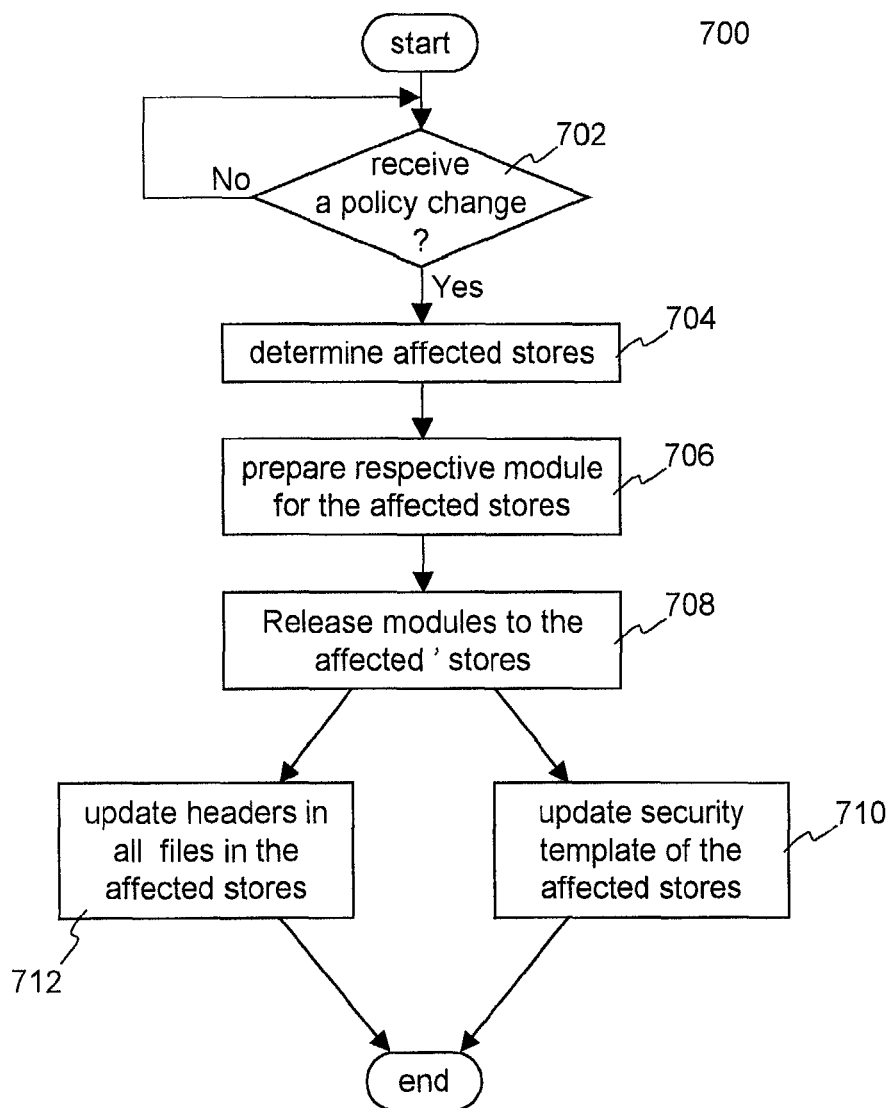 start
700
702
receive
a policy change
?
No
Yes
704
determine affected stores
706
prepare respective module
for the affected stores
708
Release modules to the
affected ' stores
update headers in
all files in the
affected stores
712
update security
template of the
affected stores
710
end